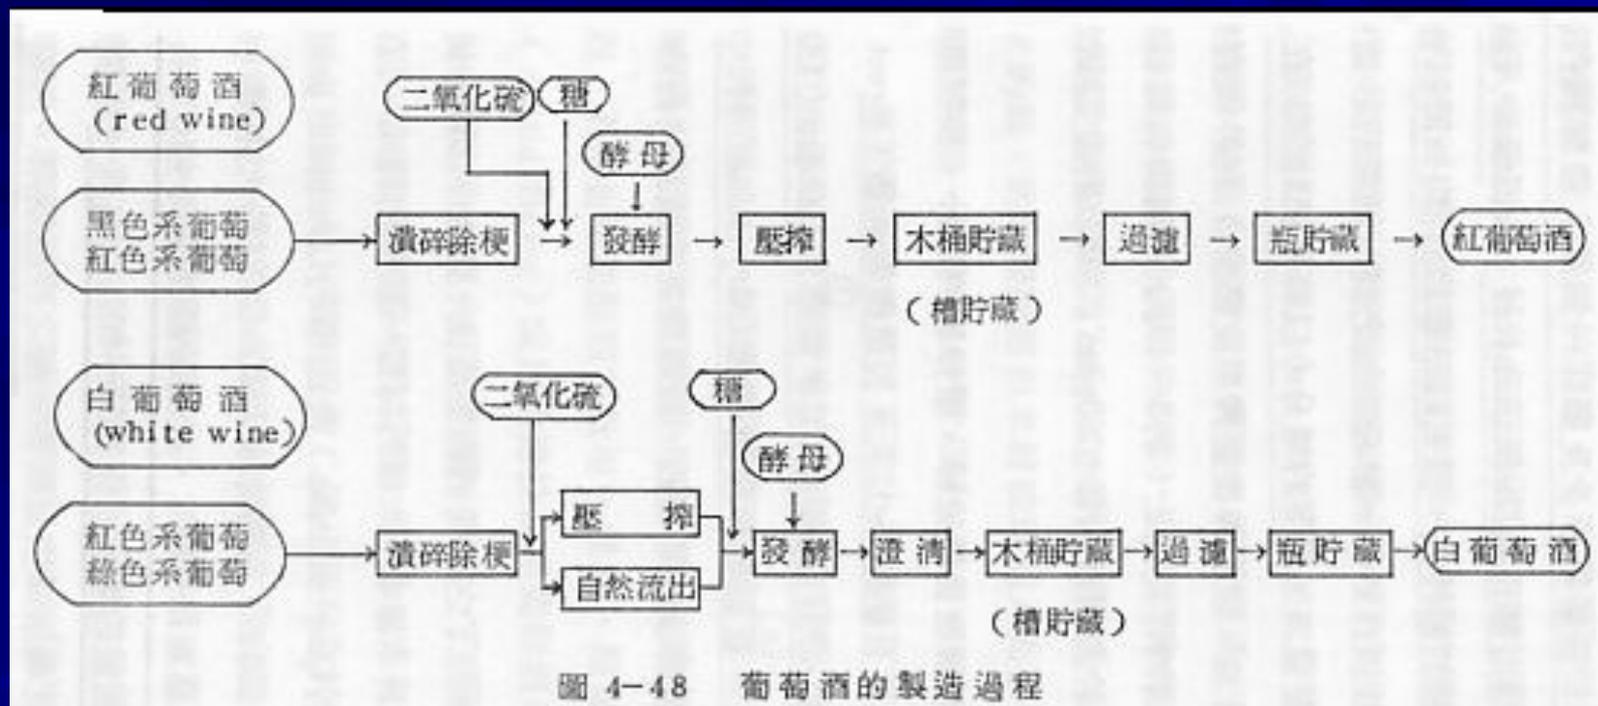 紅葡萄酒
(red wine)
二氧化硫
糖
酵母
黑色系葡萄
紅色系葡萄
潰碎除梗
發酵
壓搾
木桶貯藏
過濾
瓶貯藏
紅葡萄酒
(槽貯藏)
白葡萄酒
(white wine)
二氧化硫
糖
酵母
紅色系葡萄
綠色系葡萄
潰碎除梗
壓搾
自然流出
發酵
澄清
木桶貯藏
過濾
瓶貯藏
白葡萄酒
(槽貯藏)
圖 4-48 葡萄酒的製造過程